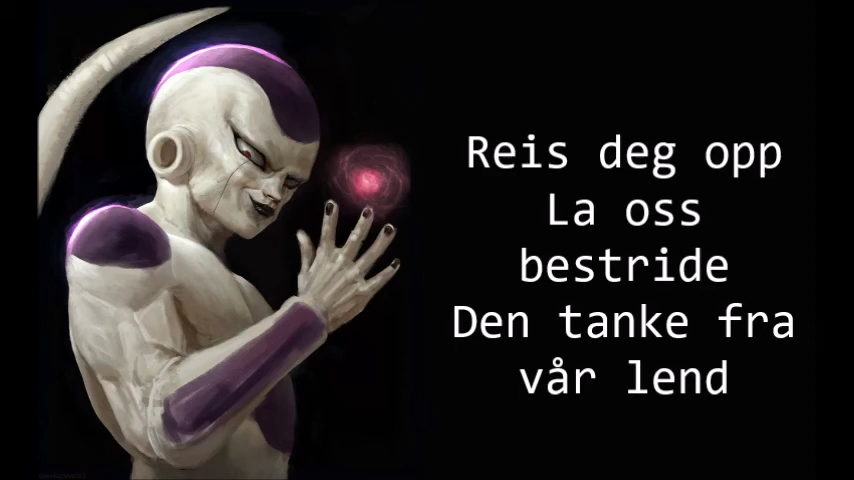 Reis deg opp
La oss
bestride
Den tanke fra
vår lend